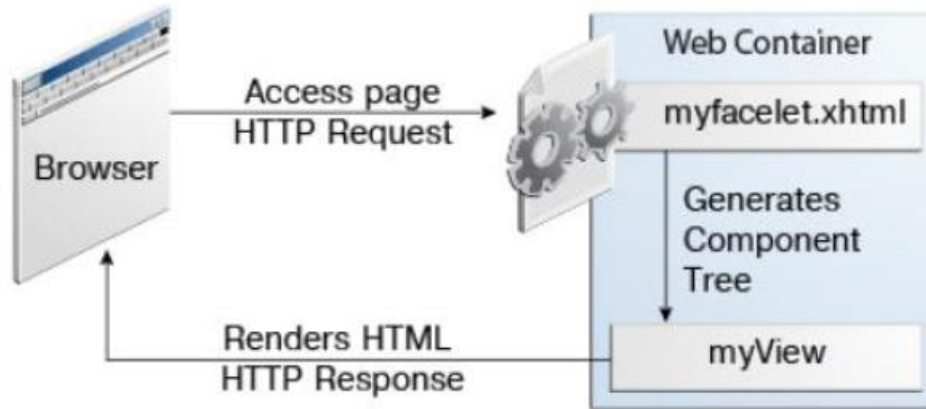 Web Container
Access page
HTTP Request
myfacelet.xhtml
Browser
Generates
Component
Tree
Renders HTML
HTTP Response
myView